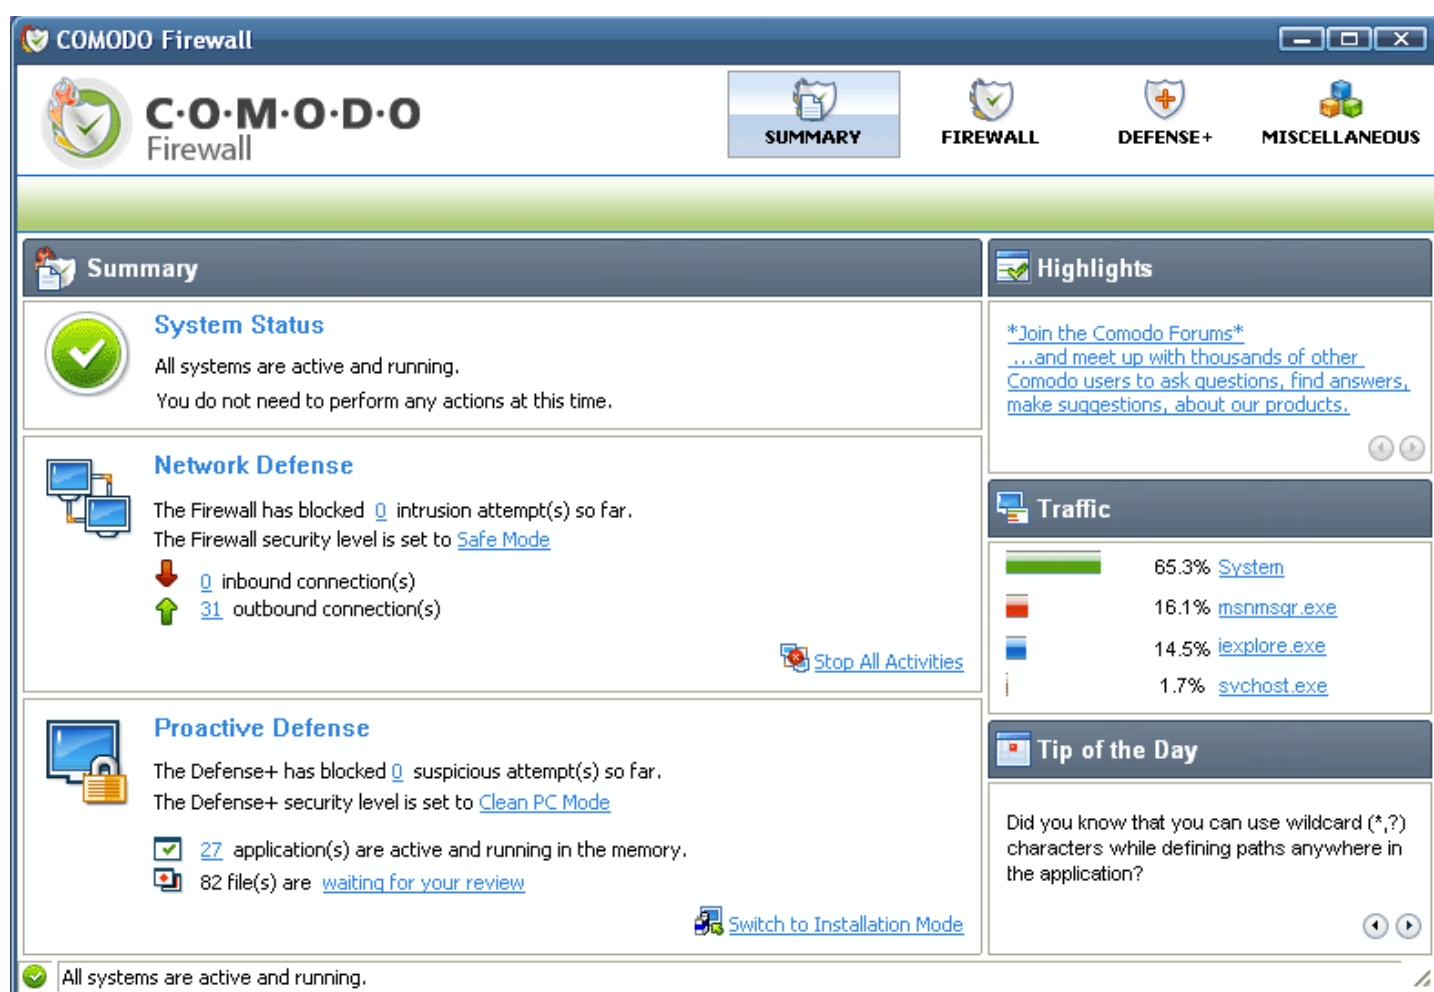 COMODO Firewall
C·O·M·O·D·O
Firewall
SUMMARY
FIREWALL
DEFENSE+
MISCELLANEOUS
Summary
System Status
All systems are active and running.
You do not need to perform any actions at this time.
Network Defense
The Firewall has blocked 0 intrusion attempt(s) so far.
The Firewall security level is set to Safe Mode
0 inbound connection(s)
31 outbound connection(s)
Stop All Activities
Proactive Defense
The Defense+ has blocked 0 suspicious attempt(s) so far.
The Defense+ security level is set to Clean PC Mode
27 application(s) are active and running in the memory.
82 file(s) are waiting for your review
Switch to Installation Mode
Highlights
*Join the Comodo Forums*
...and meet up with thousands of other
Comodo users to ask questions, find answers,
make suggestions, about our products.
Traffic
65.3% System
16.1% msnmsgr.exe
14.5% iexplore.exe
1.7% svchost.exe
Tip of the Day
Did you know that you can use wildcard (*,?)
characters while defining paths anywhere in
the application?
All systems are active and running.